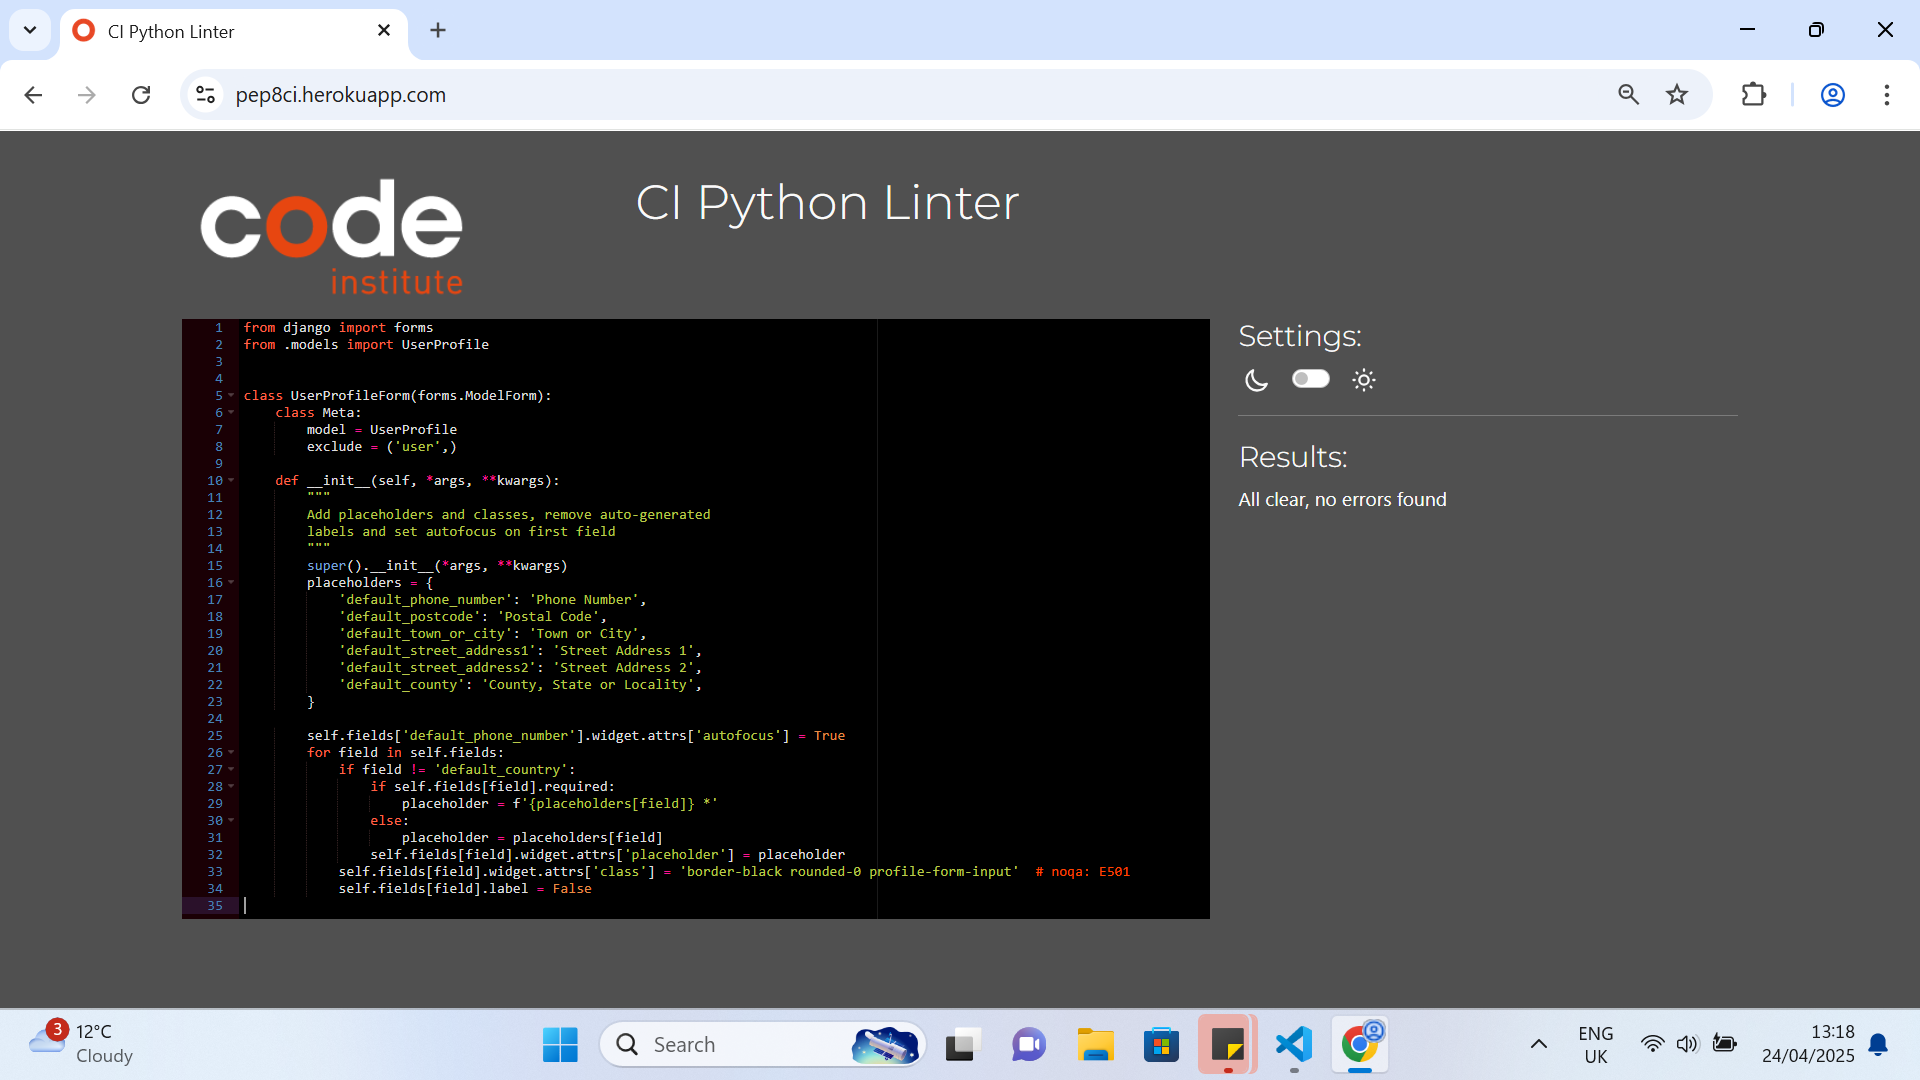 CI Python Linter
pep8ci.herokuapp.com
code
institute
CI Python Linter
1 from django import forms
2 from .models import UserProfile
3
4
5 class UserProfileForm(forms.ModelForm):
6     class Meta:
7         model = UserProfile
8         exclude = ('user',)
9
10     def __init__(self, *args, **kwargs):
11         """
12         Add placeholders and classes, remove auto-generated
13         labels and set autofocus on first field
14         """
15         super().__init__(*args, **kwargs)
16         placeholders = {
17             'default_phone_number': 'Phone Number',
18             'default_postcode': 'Postal Code',
19             'default_town_or_city': 'Town or City',
20             'default_street_address1': 'Street Address 1',
21             'default_street_address2': 'Street Address 2',
22             'default_county': 'County, State or Locality',
23         }
24
25         self.fields['default_phone_number'].widget.attrs['autofocus'] = True
26         for field in self.fields:
27             if field != 'default_country':
28                 if self.fields[field].required:
29                     placeholder = f'{placeholders[field]} *'
30                 else:
31                     placeholder = placeholders[field]
32                 self.fields[field].widget.attrs['placeholder'] = placeholder
33             self.fields[field].widget.attrs['class'] = 'border-black rounded-0 profile-form-input'  # noqa: E501
34             self.fields[field].label = False
35
Settings:
Results:
All clear, no errors found
3
12°C
Cloudy
Search
ENG
UK
13:18
24/04/2025